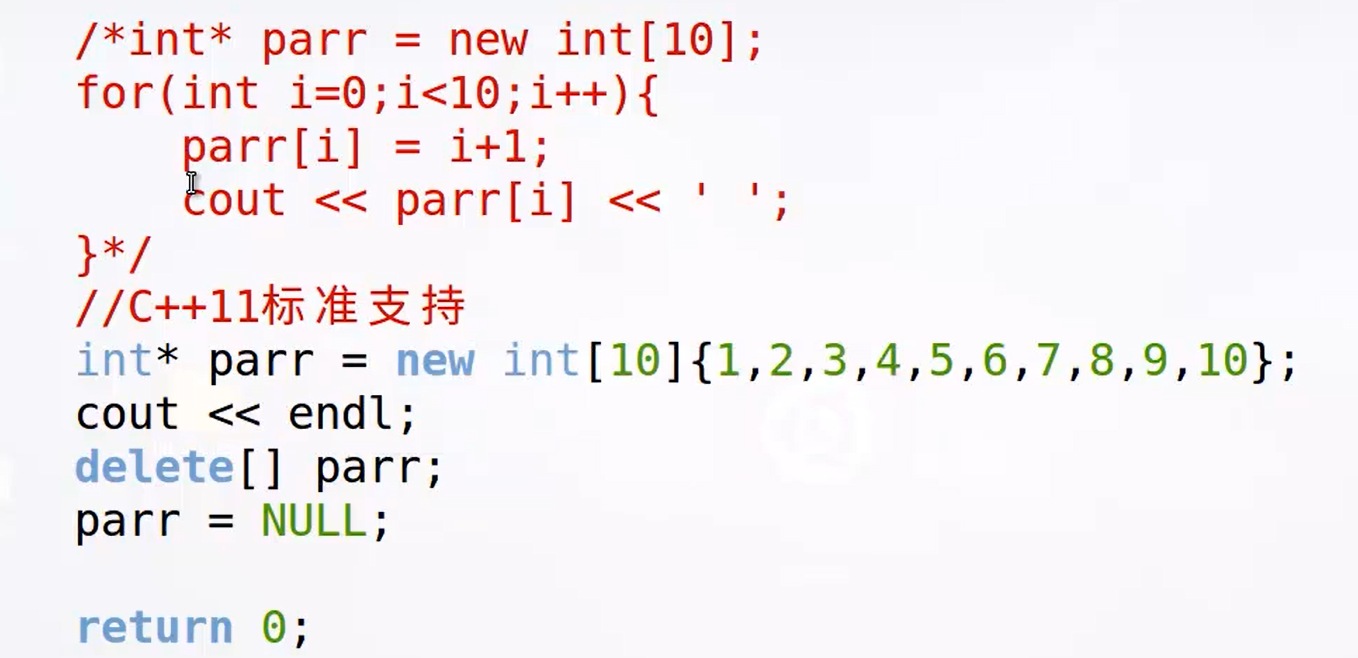 /*int* parr = new int[10];
for(int i=0;i<10;i++){
    parr[i] = i+1;
    cout << parr[i] << ' ';
}*/
//C++11标准支持
int* parr = new int[10]{1,2,3,4,5,6,7,8,9,10};
cout << endl;
delete[] parr;
parr = NULL;
return 0;